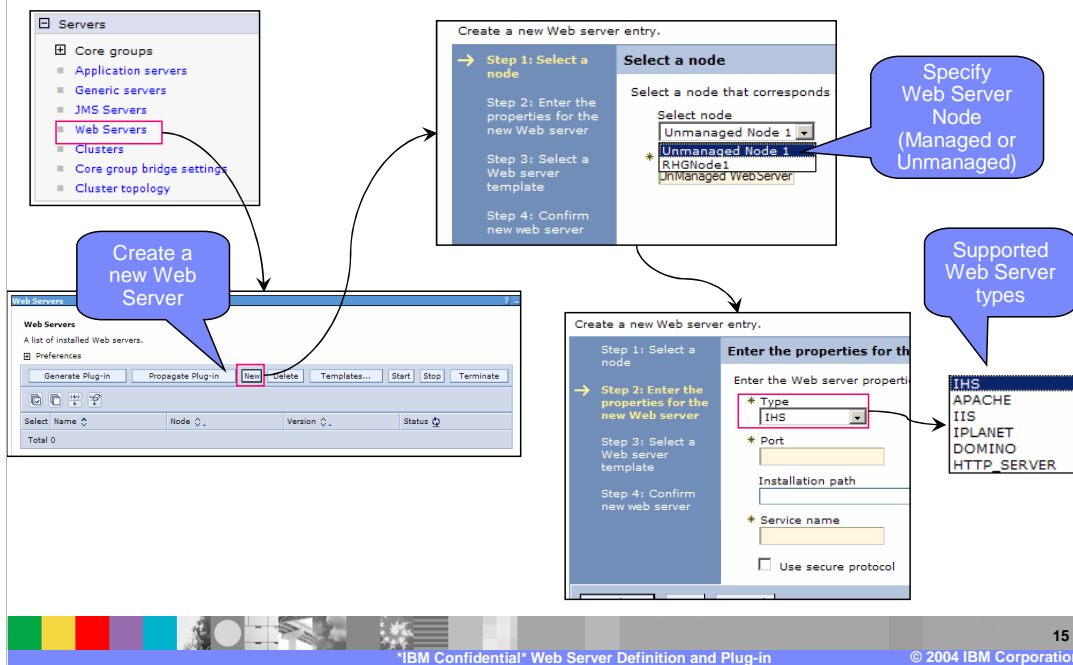 Servers
Core groups
Application servers
Generic servers
JMS Servers
Web Servers
Clusters
Core group bridge settings
Cluster topology
Create a new Web server entry.
Step 1: Select a
node
Step 2: Enter the
properties for the
new Web server
Step 3: Select a
Web server
template
Step 4: Confirm
new web server
Select a node
Select a node that corresponds
Select node
Unmanaged Node 1
Unmanaged Node 1
RHGNode1
UnManaged WebServer
Specify
Web Server
Node
(Managed or
Unmanaged)
Create a
new Web
Server
Web Servers
? _
Web Servers
A list of installed Web servers.
Preferences
Generate Plug-in Propagate Plug-in New Delete Templates... Start Stop Terminate
Select Name Node Version Status
Total 0
Create a new Web server entry.
Step 1: Select a
node
Step 2: Enter the
properties for the
new Web server
Step 3: Select a
Web server
template
Step 4: Confirm
new web server
Enter the properties for th
Enter the Web server properti
* Type
IHS
* Port
Installation path
* Service name
Use secure protocol
Supported
Web Server
types
IHS
APACHE
IIS
IPLANET
DOMINO
HTTP_SERVER
15
*IBM Confidential* Web Server Definition and Plug-in
© 2004 IBM Corporation